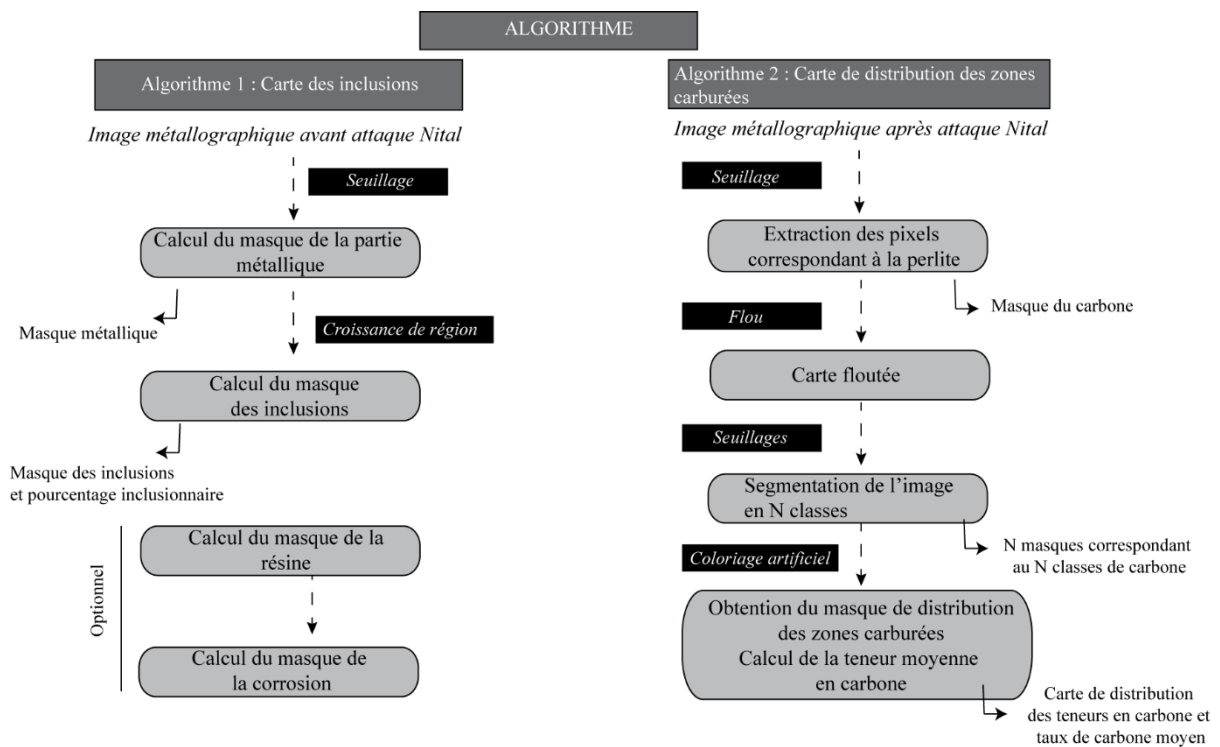 ALGORITHME
Algorithme 1 : Carte des inclusions
Image métallographique avant attaque Nital
Seuillage
Calcul du masque de la partie
métallique
Masque métallique
Croissance de région
Calcul du masque
des inclusions
Masque des inclusions
et pourcentage inclusionnaire
Optionnel
Calcul du masque de la
résine
Calcul du masque de
la corrosion
Algorithme 2 : Carte de distribution des zones
carburées
Image métallographique après attaque Nital
Seuillage
Extraction des pixels
correspondant à la perlite
Masque du carbone
Flou
Carte floutée
Seuillages
Segmentation de l'image
en N classes
N masques correspondant
au N classes de carbone
Coloriage artificiel
Obtention du masque de distribution
des zones carburées
Calcul de la teneur moyenne
en carbone
Carte de distribution
des teneurs en carbone et
taux de carbone moyen